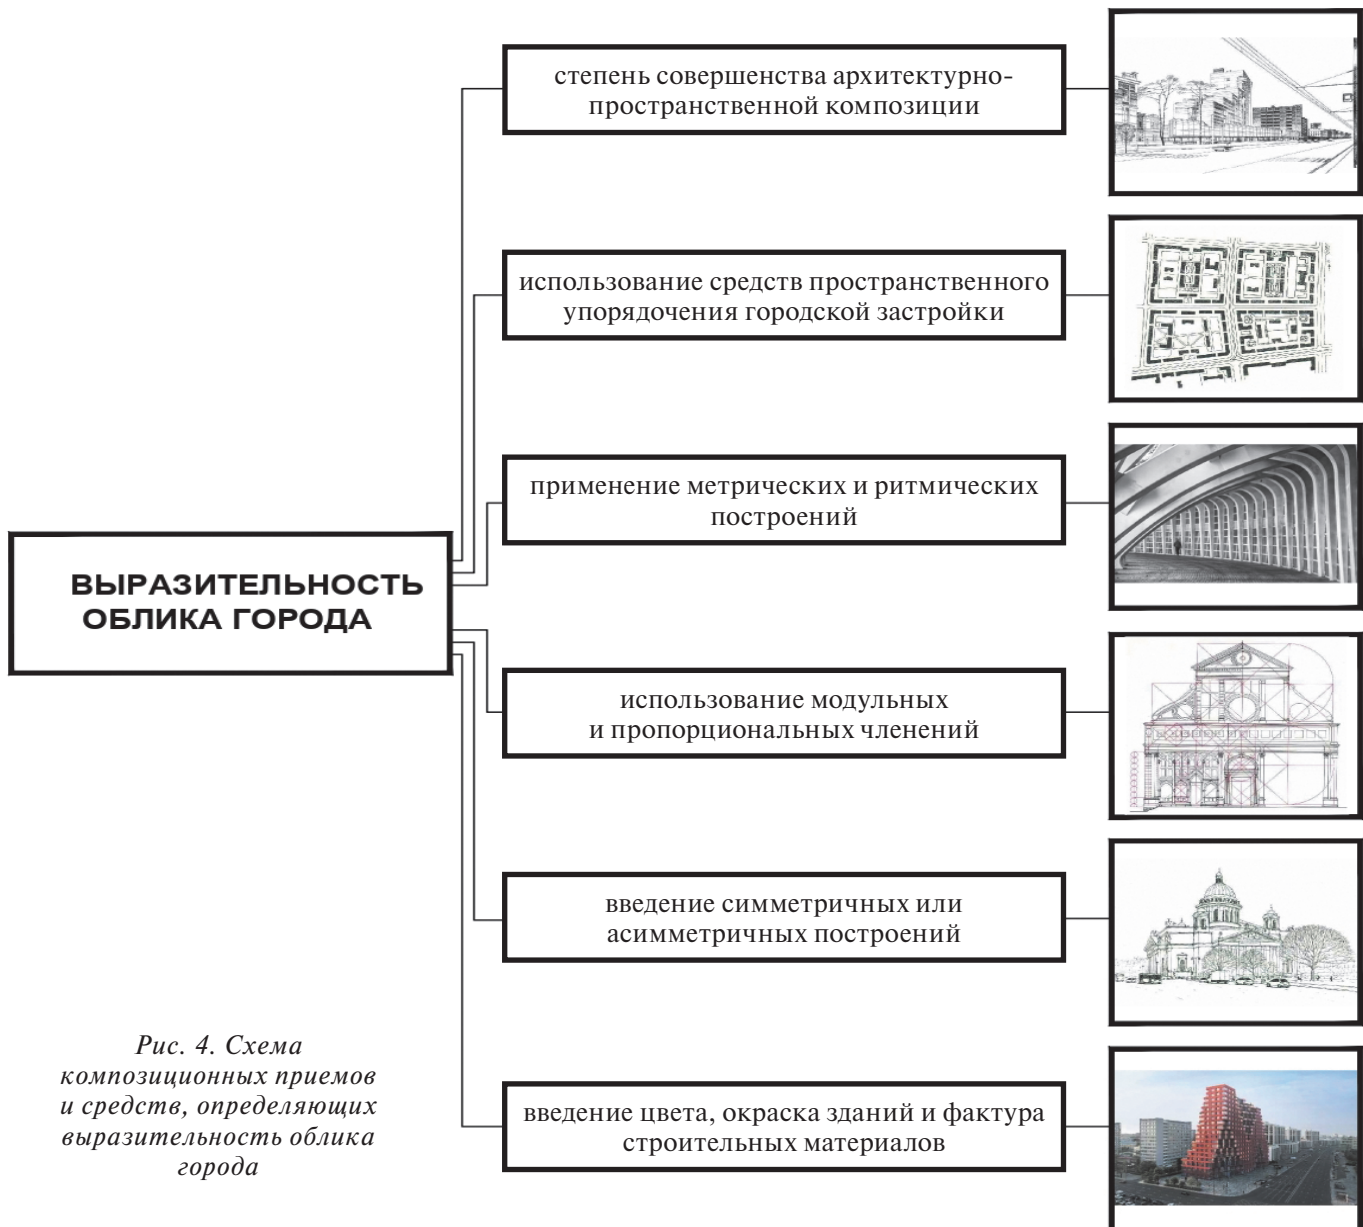 степень совершенства архитектурно-
пространственной композиции
использование средств пространственного
упорядочения городской застройки
применение метрических и ритмических
построений
ВЫРАЗИТЕЛЬНОСТЬ
ОБЛИКА ГОРОДА
использование модульных
и пропорциональных членений
введение симметричных или
асимметричных построений
введение цвета, окраска зданий и фактура
строительных материалов
Рис. 4. Схема
композиционных приемов
и средств, определяющих
выразительность облика
города